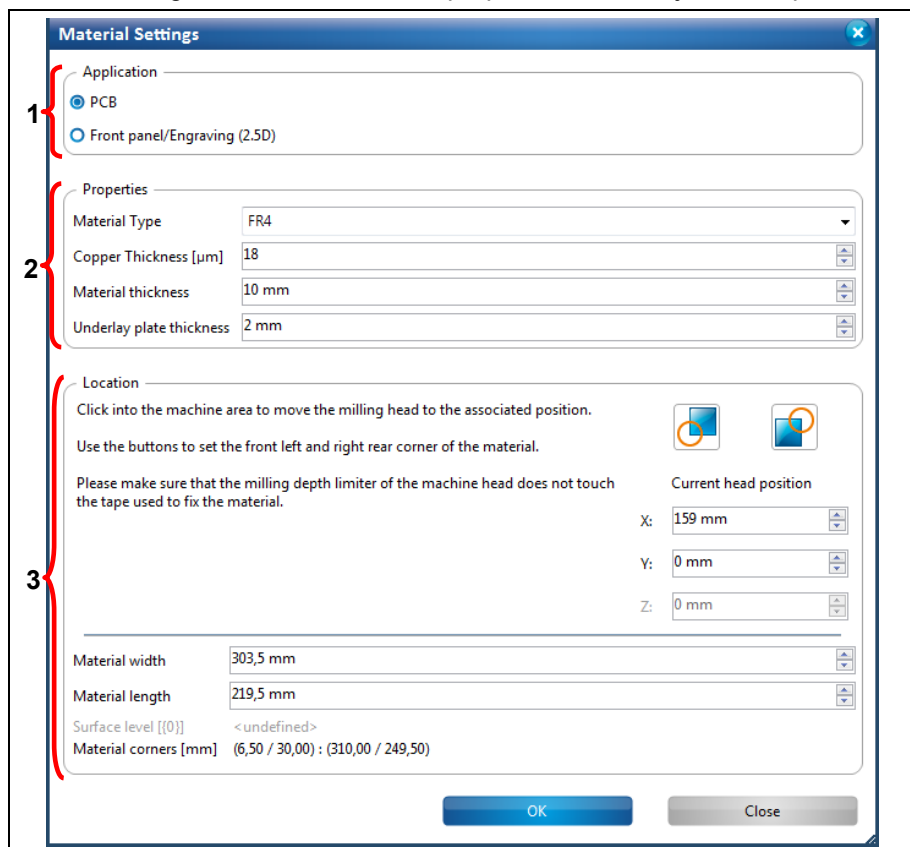 Material Settings
1
Application
PCB
Front panel/Engraving (2.5D)
2
Properties
Material Type FR4
Copper Thickness [µm] 18
Material thickness 10 mm
Underlay plate thickness 2 mm
3
Location
Click into the machine area to move the milling head to the associated position.
Use the buttons to set the front left and right rear corner of the material.
Please make sure that the milling depth limiter of the machine head does not touch
the tape used to fix the material.
Current head position
X: 159 mm
Y: 0 mm
Z: 0 mm
Material width 303,5 mm
Material length 219,5 mm
Surface level [{0}] <undefined>
Material corners [mm] (6,50 / 30,00) : (310,00 / 249,50)
OK Close